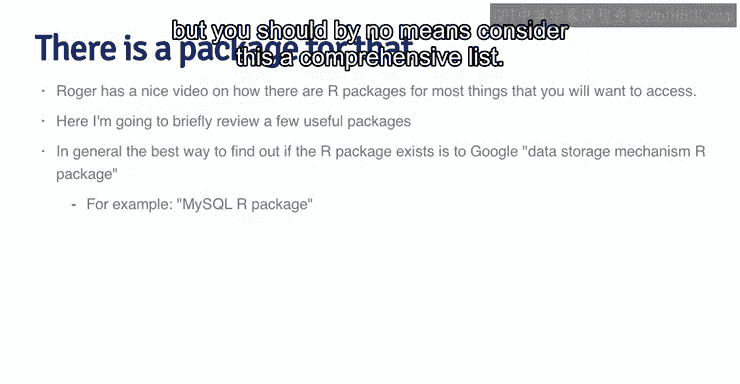 but you should by no means consider
There is a package for that
this a comprehensive list.
· Roger has a nice video on how there are R packages for most things that you will want to access.
· Here I'm going to briefly review a few useful packages
· In general the best way to find out if the R package exists is to Google "data storage mechanism R
package"
- For example: "MySQL R package"